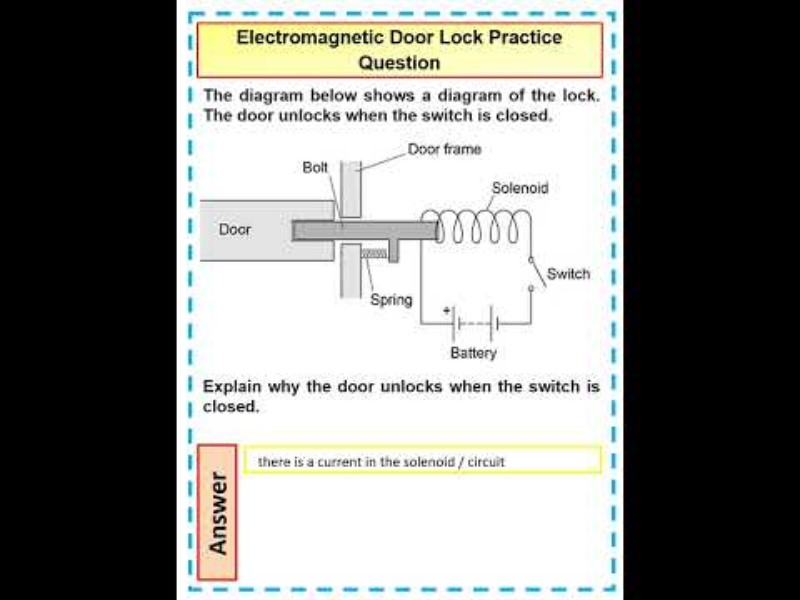 Electromagnetic Door Lock Practice
Question
The diagram below shows a diagram of the lock.
The door unlocks when the switch is closed.
Door frame
Bolt
Solenoid
Door
Switch
Spring
+
Battery
Explain why the door unlocks when the switch is
closed.
Answer
there is a current in the solenoid / circuit